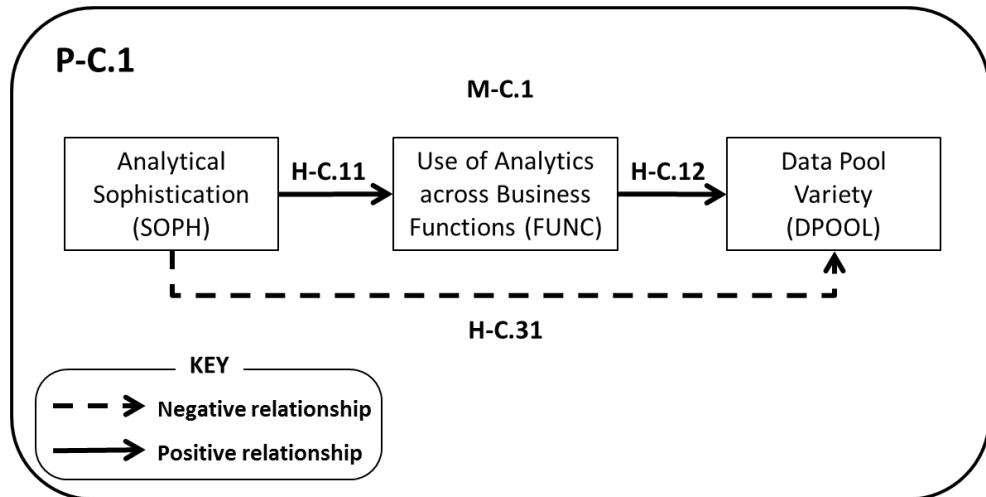 P-C.1
M-C.1
Analytical
Sophistication
(SOPH)
H-C.11
Use of Analytics
across Business
Functions (FUNC)
H-C.12
Data Pool
Variety
(DPOOL)
H-C.31
KEY
Negative relationship
Positive relationship